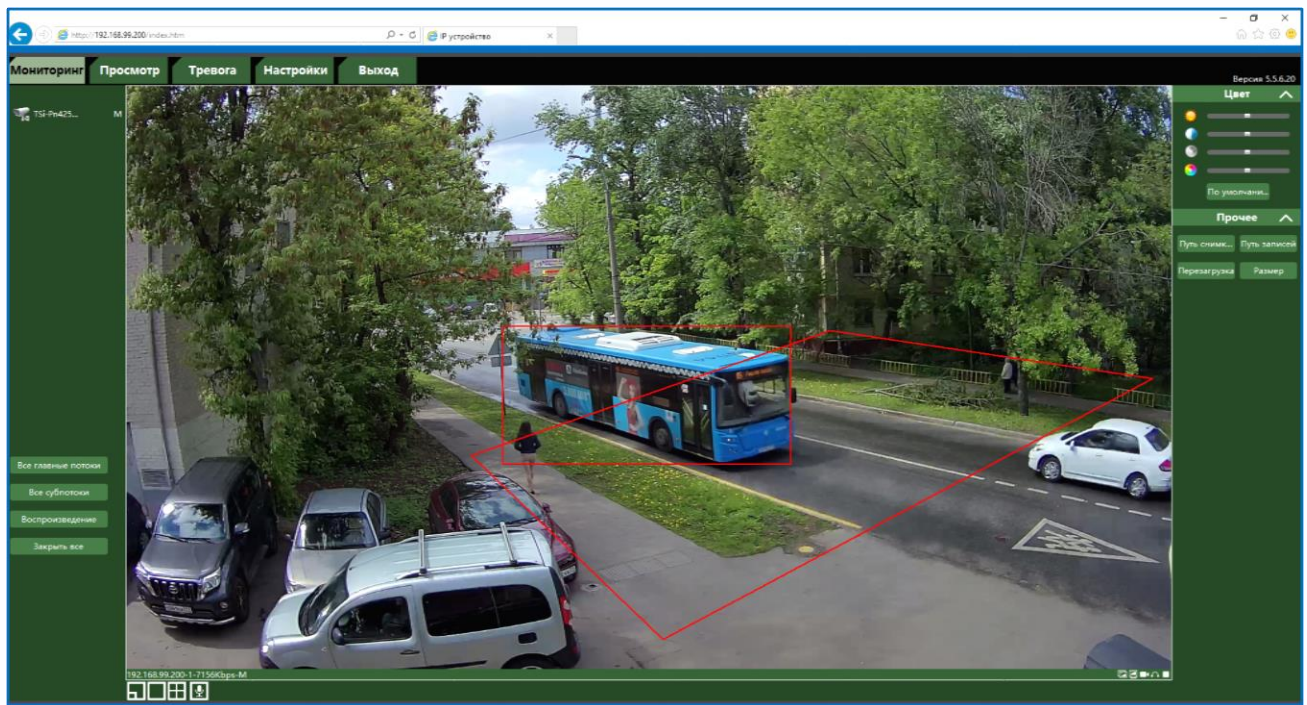 http://192.168.99.200/index.htm
IP устройство
Мониторинг
Просмотр
Тревога
Настройки
Выход
Версия 5.5.6.20
TSi-Pn425...
M
Цвет
По умолчани...
Прочее
Путь снимк...
Путь записей
Перезагрузка
Размер
Все главные потоки
Все субпотоки
Воспроизведение
Закрыть все
192.168.99.200-1-7156Kbps-M